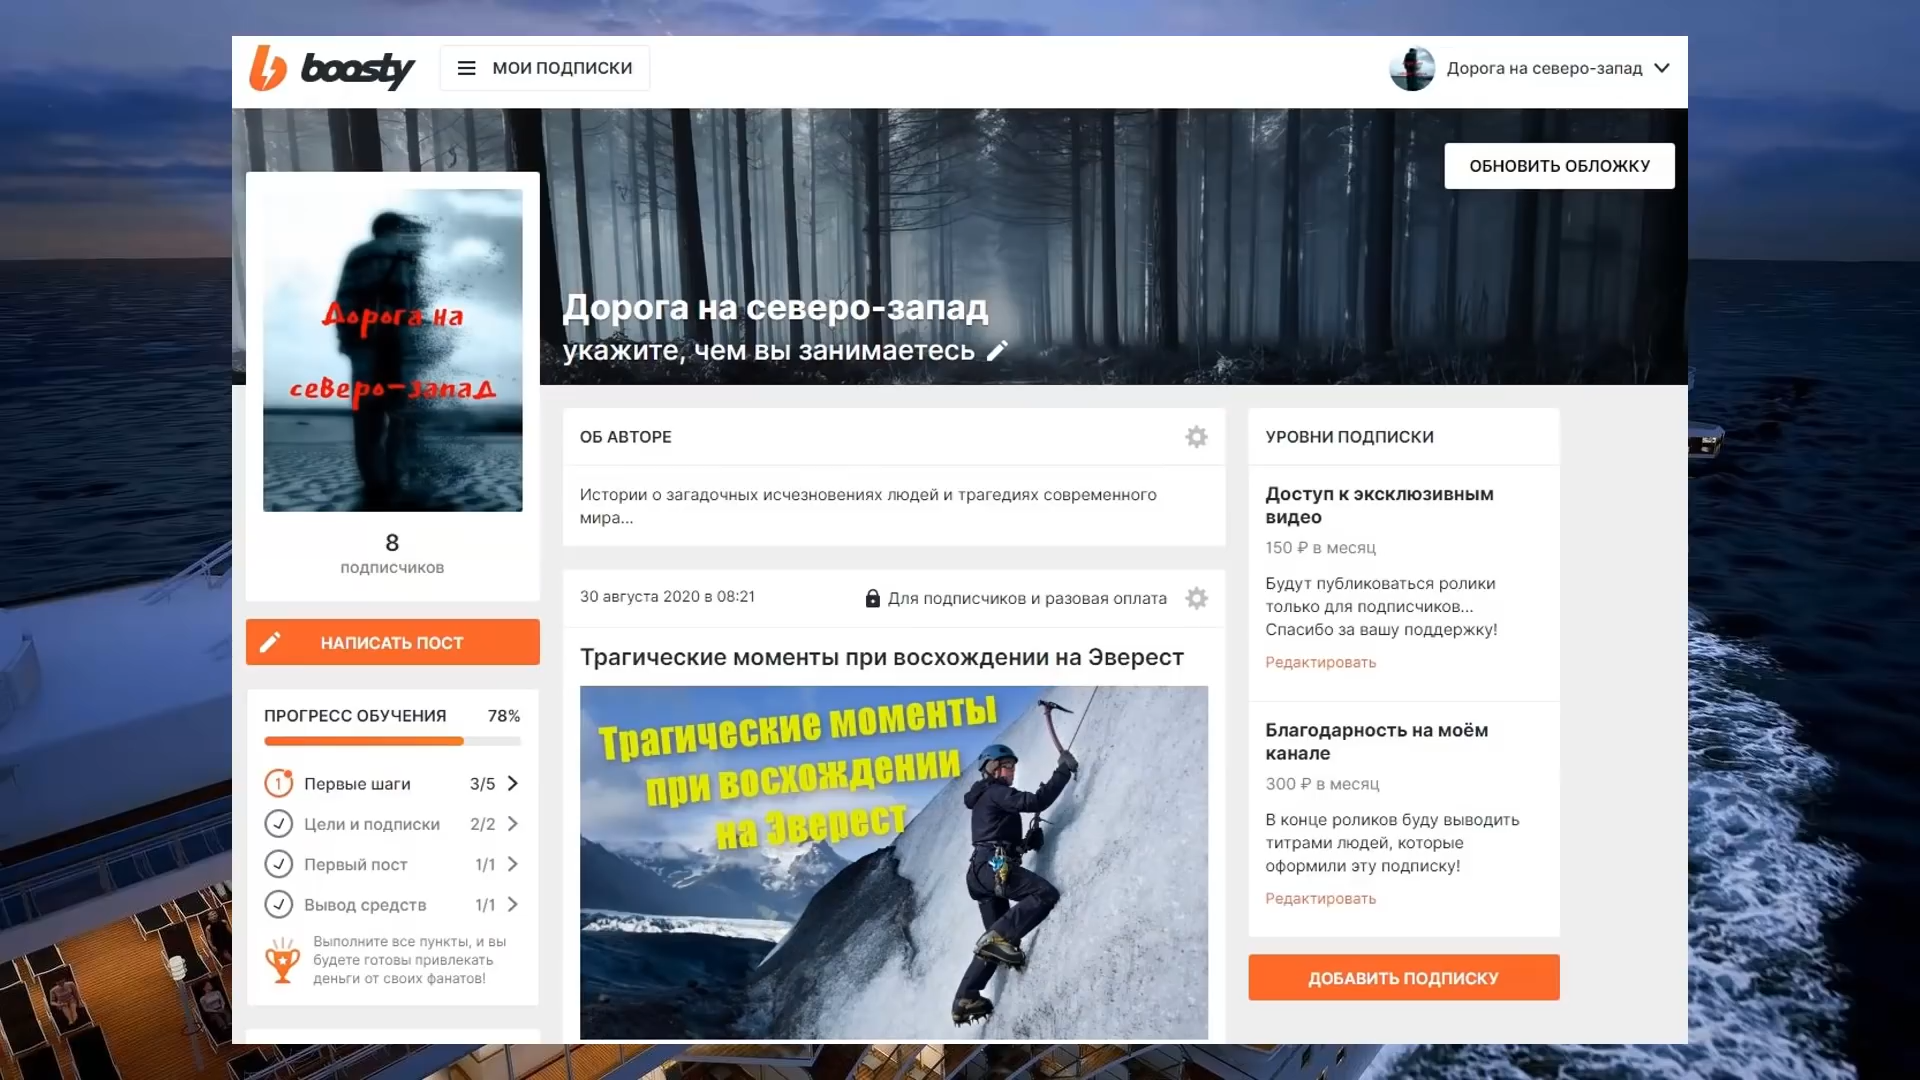 boosty
МОИ ПОДПИСКИ
Дорога на северо-запад
ОБНОВИТЬ ОБЛОЖКУ
Дорога на
северо-запад
Дорога на северо-запад
укажите, чем вы занимаетесь
8
подписчиков
НАПИСАТЬ ПОСТ
ПРОГРЕСС ОБУЧЕНИЯ 78%
1 Первые шаги 3/5
Цели и подписки 2/2
Первый пост 1/1
Вывод средств 1/1
Выполните все пункты, и вы
будете готовы привлекать
деньги от своих фанатов!
ОБ АВТОРЕ
Истории о загадочных исчезновениях людей и трагедиях современного
мира...
30 августа 2020 в 08:21
Для подписчиков и разовая оплата
Трагические моменты при восхождении на Эверест
Трагические моменты
при восхождении
на Эверест
УРОВНИ ПОДПИСКИ
Доступ к эксклюзивным
видео
150 ₽ в месяц
Будут публиковаться ролики
только для подписчиков...
Спасибо за вашу поддержку!
Редактировать
Благодарность на моём
канале
300 ₽ в месяц
В конце роликов буду выводить
титрами людей, которые
оформили эту подписку!
Редактировать
ДОБАВИТЬ ПОДПИСКУ